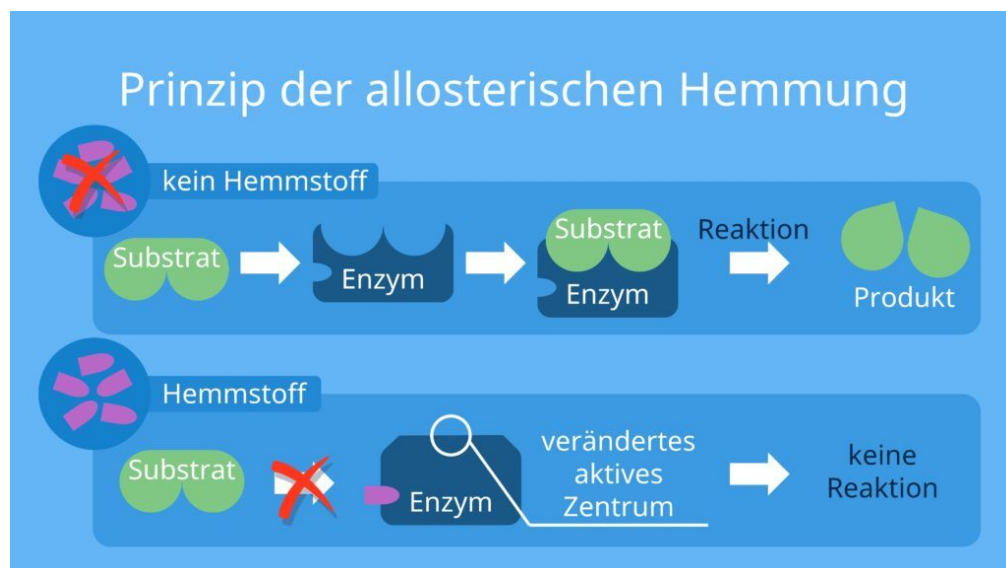 Prinzip der allosterischen Hemmung
kein Hemmstoff
Substrat
Enzym
Substrat
Enzym
Reaktion
Produkt
Hemmstoff
Substrat
Enzym
verändertes
aktives
Zentrum
keine
Reaktion